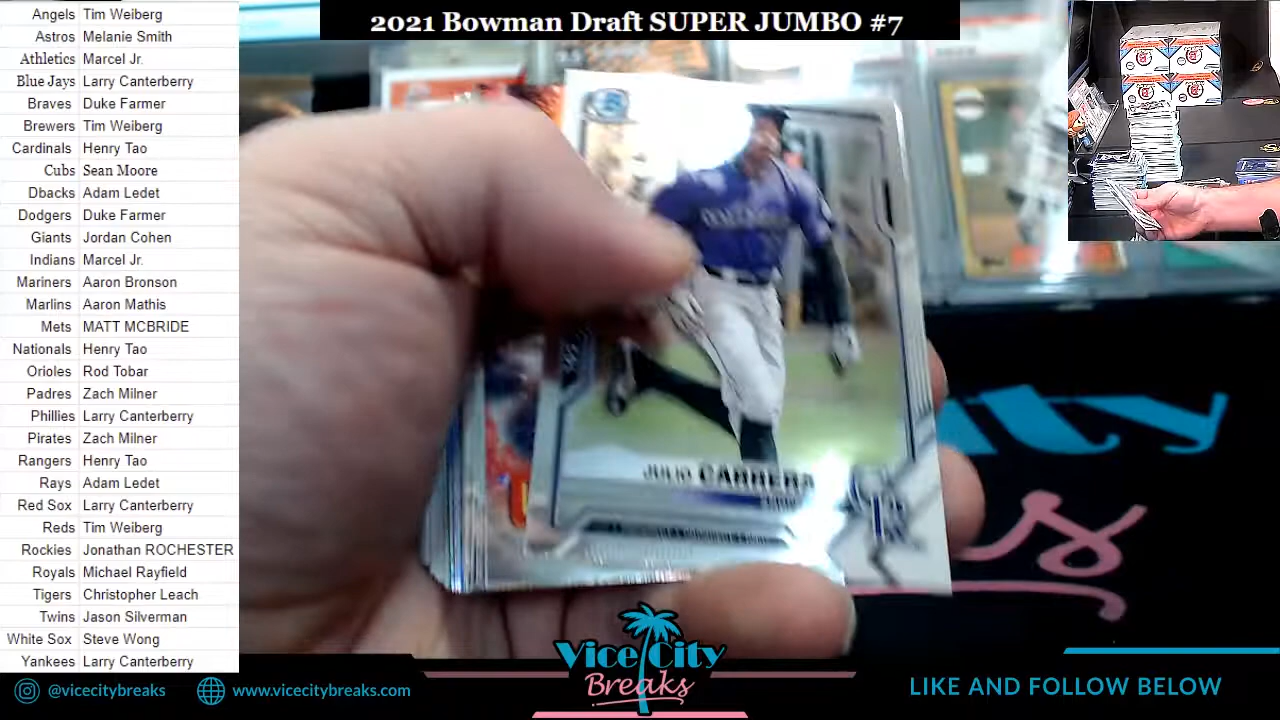 2021 Bowman Draft SUPER JUMBO #7
Angels Tim Weiberg
Astros Melanie Smith
Athletics Marcel Jr.
Blue Jays Larry Canterberry
Braves Duke Farmer
Brewers Tim Weiberg
Cardinals Henry Tao
Cubs Sean Moore
Dbacks Adam Ledet
Dodgers Duke Farmer
Giants Jordan Cohen
Indians Marcel Jr.
Mariners Aaron Bronson
Marlins Aaron Mathis
Mets MATT MCBRIDE
Nationals Henry Tao
Orioles Rod Tobar
Padres Zach Milner
Phillies Larry Canterberry
Pirates Zach Milner
Rangers Henry Tao
Rays Adam Ledet
Red Sox Larry Canterberry
Reds Tim Weiberg
Rockies Jonathan ROCHESTER
Royals Michael Rayfield
Tigers Christopher Leach
Twins Jason Silverman
White Sox Steve Wong
Yankees Larry Canterberry
JULIO CARRERAS
@vicecitybreaks
www.vicecitybreaks.com
Vice City
Breaks
LIKE AND FOLLOW BELOW